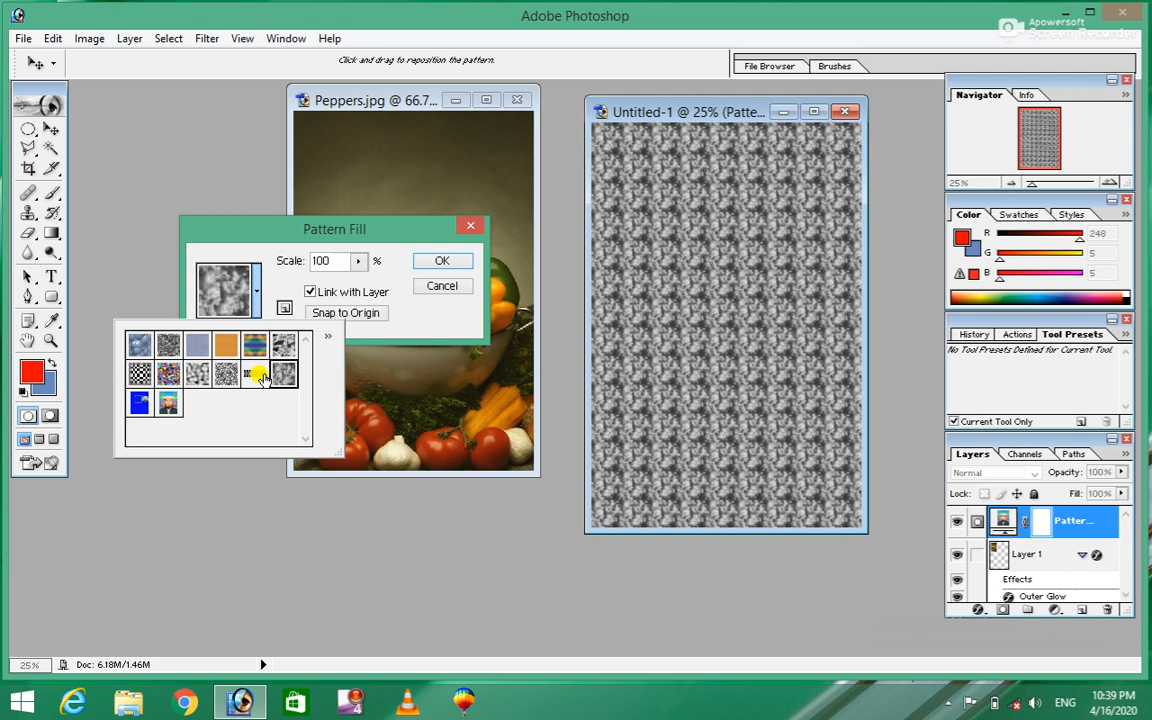 Adobe Photoshop
Apowersoft
Screen Recorder
File Edit Image Layer Select Filter View Window Help
Click and drag to reposition the pattern.
File Browser Brushes
Peppers.jpg @ 66.7...
Untitled-1 @ 25% (Patte...
Navigator Info
25%
Pattern Fill
Scale: 100 %
OK
Link with Layer
Cancel
Snap to Origin
Color Swatches Styles
R 248
G 5
B 5
History Actions Tool Presets
No Tool Presets Defined for Current Tool.
Current Tool Only
Layers Channels Paths
Normal Opacity: 100%
Lock: Fill: 100%
Patter...
Layer 1
Effects
Outer Glow
25% Doc: 6.18M/1.46M
ENG
10:39 PM
4/16/2020